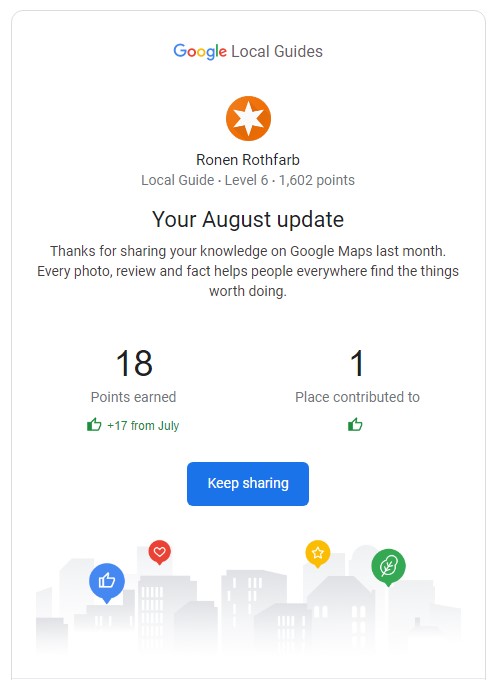 Google Local Guides
Ronen Rothfarb
Local Guide · Level 6 · 1,602 points
Your August update
Thanks for sharing your knowledge on Google Maps last month.
Every photo, review and fact helps people everywhere find the things
worth doing.
18
Points earned
+17 from July
1
Place contributed to
Keep sharing